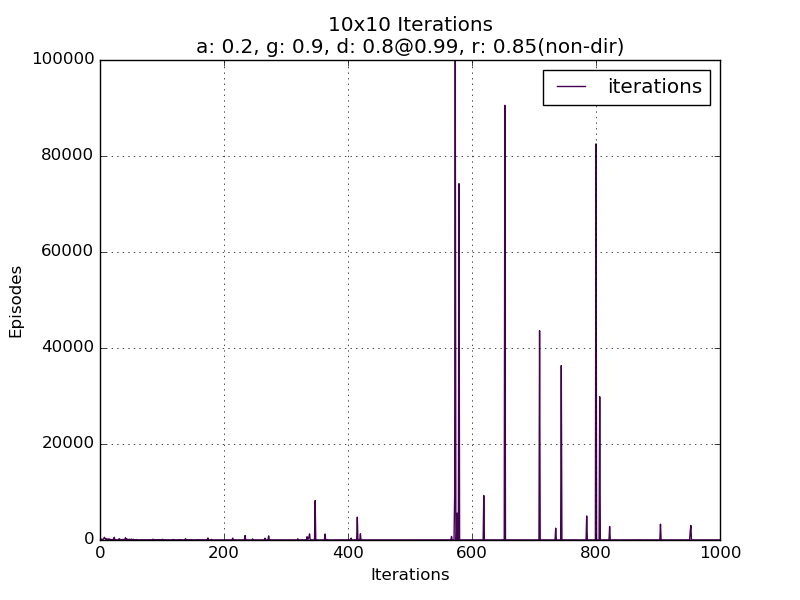 10x10 Iterations
a: 0.2, g: 0.9, d: 0.8@0.99, r: 0.85(non-dir)
100000
80000
60000
40000
20000
0
Episodes
iterations
0 200 400 600 800 1000
Iterations